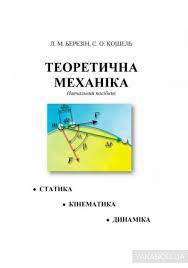 Л. М. БЕРЕЗІН, С. О. КОШЕЛЬ
ТЕОРЕТИЧНА
МЕХАНІКА
Навчальний посібник
• СТАТИКА
• КІНЕМАТИКА
• ДИНАМІКА